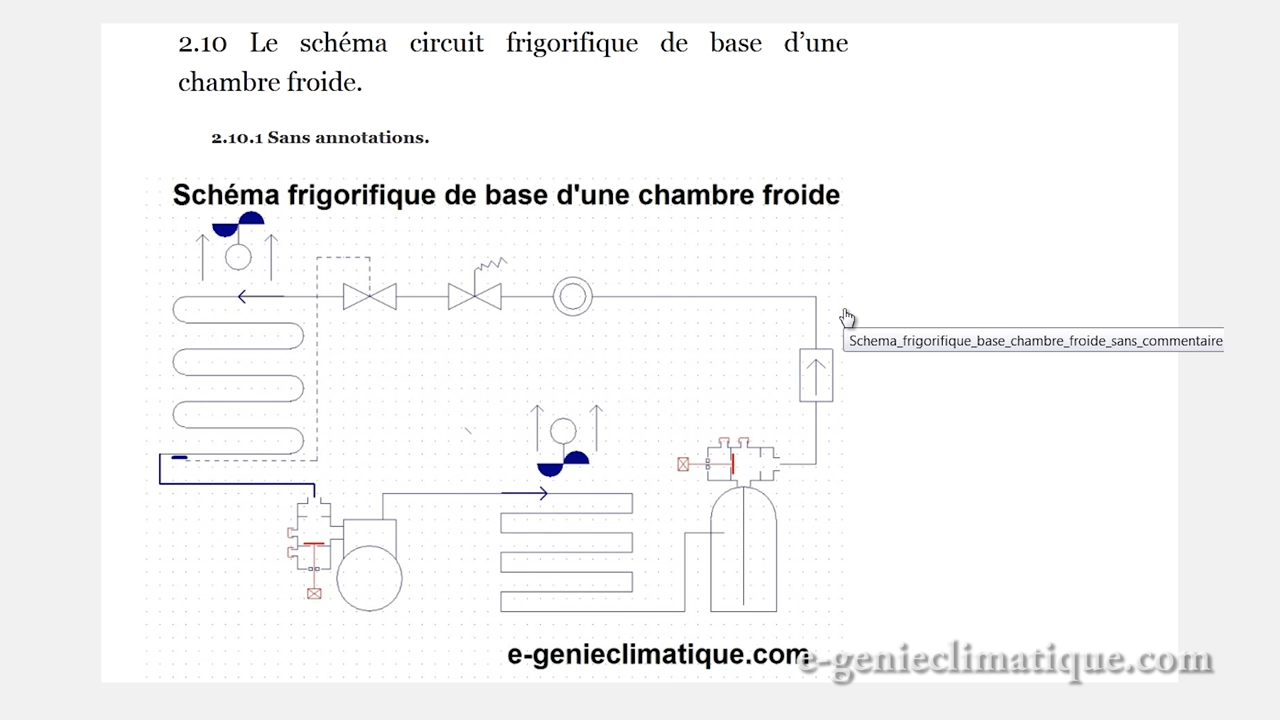 2.10 Le schéma circuit frigorifique de base d’une
chambre froide.
2.10.1 Sans annotations.
Schéma frigorifique de base d'une chambre froide
Schema_frigorifique_base_chambre_froide_sans_commentaire
e-genieclimatique.com
e-genieclimatique.com